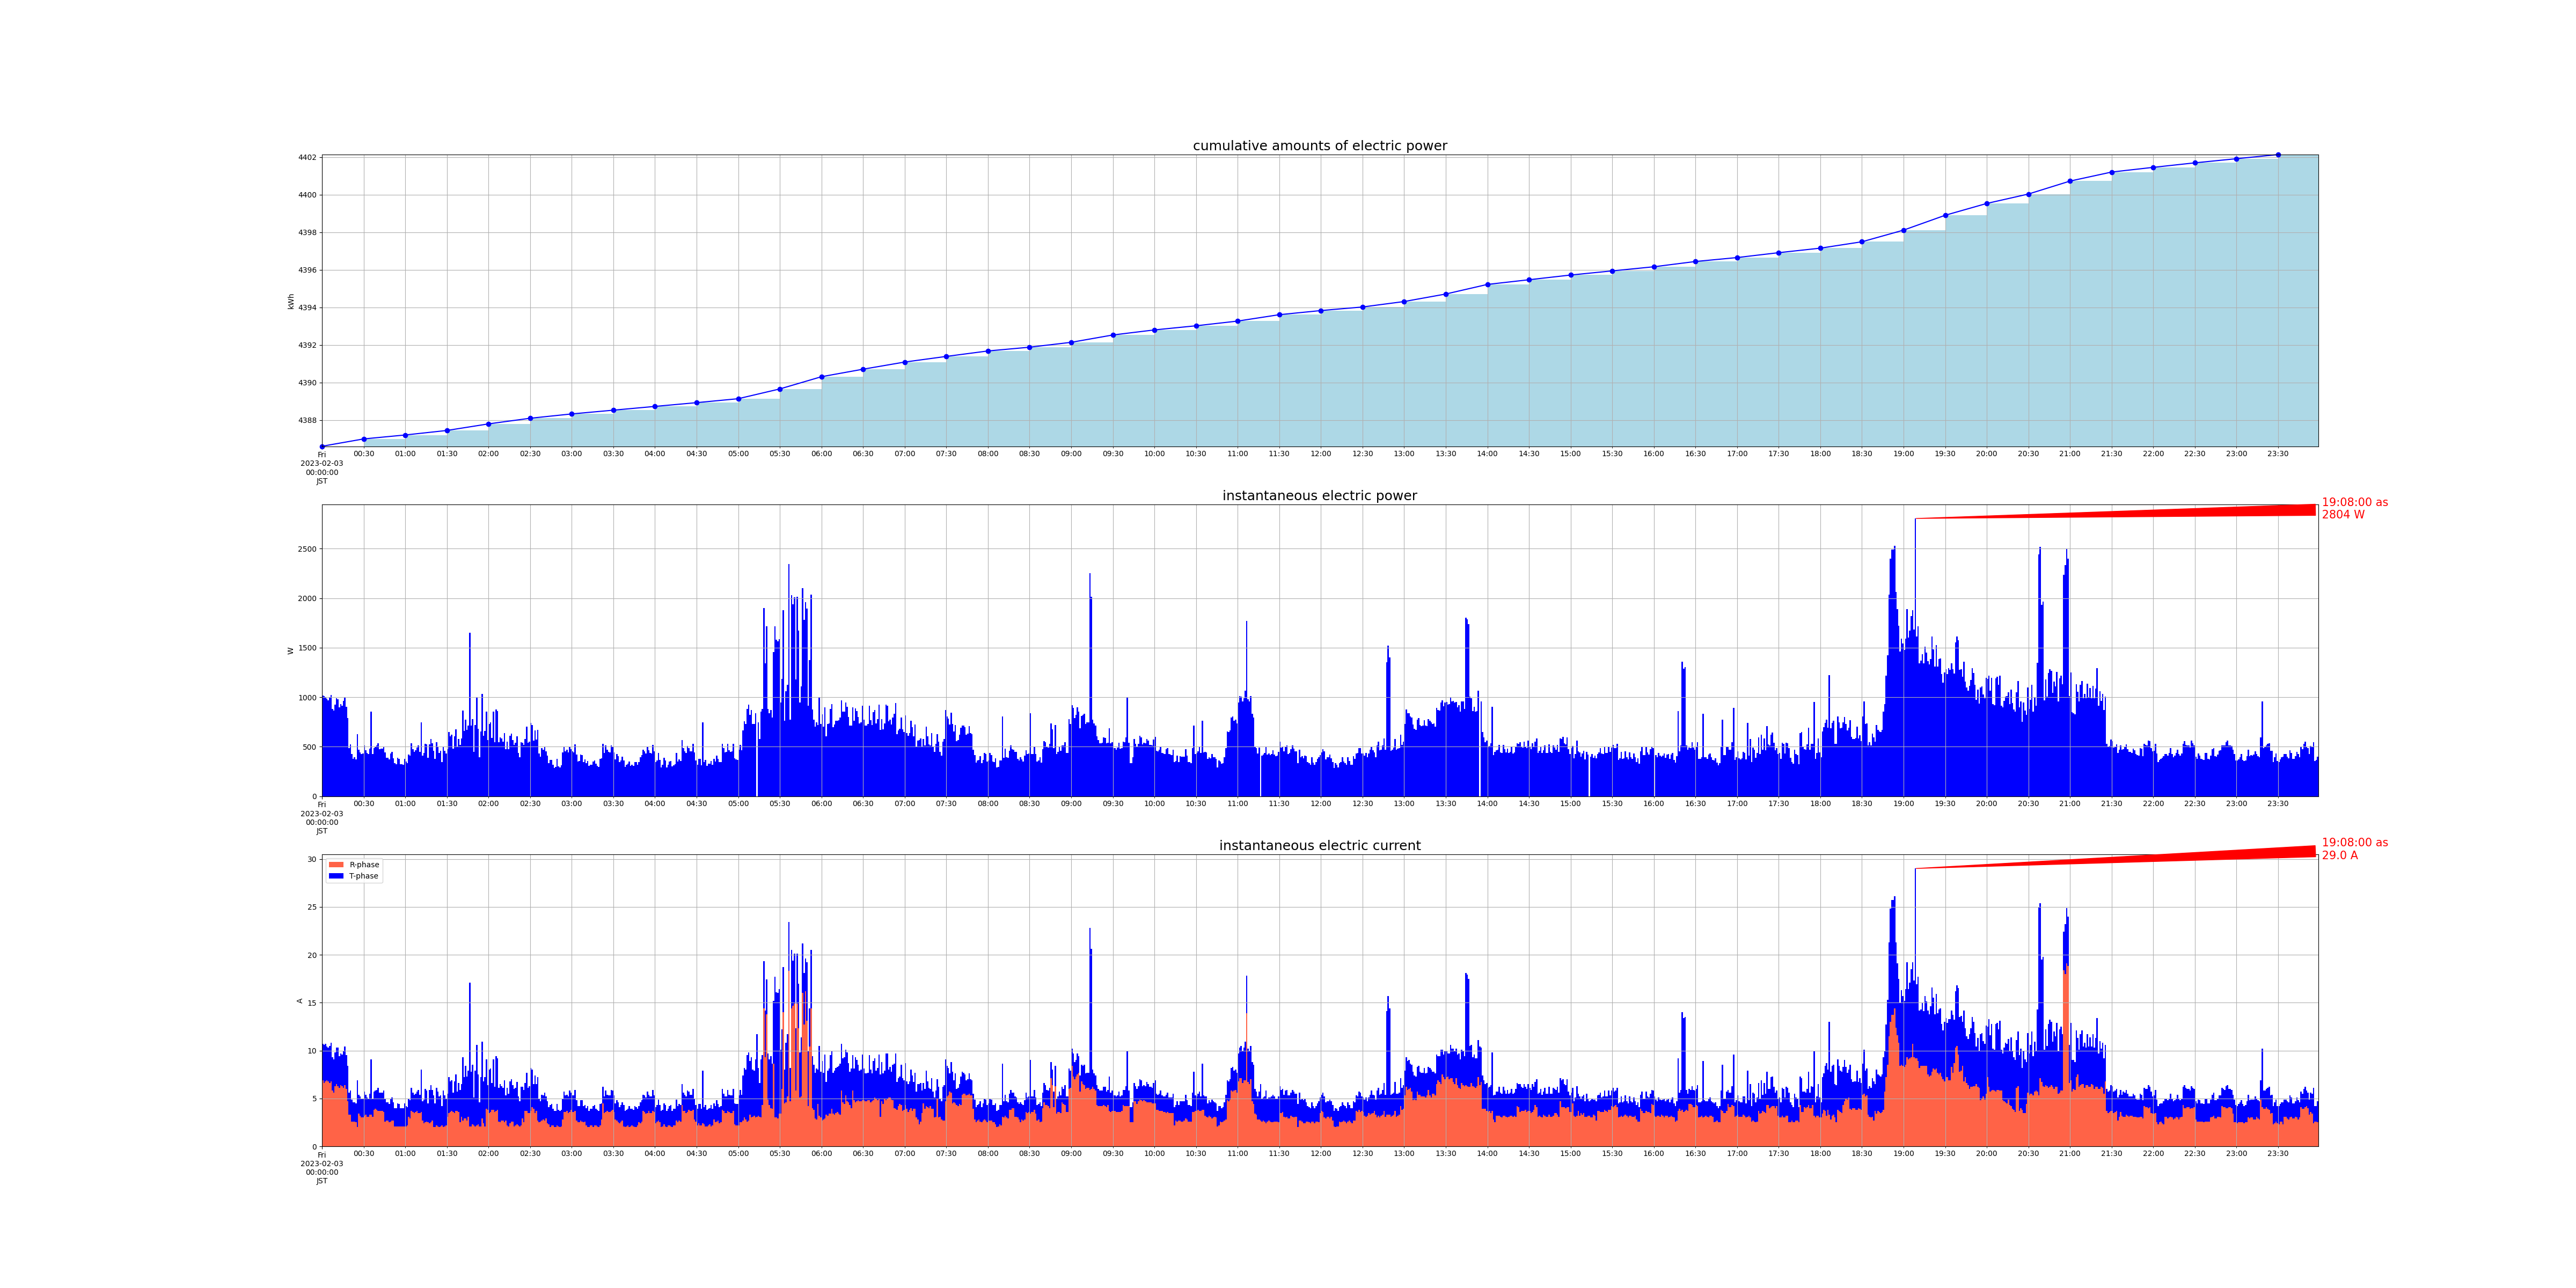 cumulative amounts of electric power
4402
4400
4398
4396
4394
4392
4390
4388
kWh
Fri 00:30 01:00 01:30 02:00 02:30 03:00 03:30 04:00 04:30 05:00 05:30 06:00 06:30 07:00 07:30 08:00 08:30 09:00 09:30 10:00 10:30 11:00 11:30 12:00 12:30 13:00 13:30 14:00 14:30 15:00 15:30 16:00 16:30 17:00 17:30 18:00 18:30 19:00 19:30 20:00 20:30 21:00 21:30 22:00 22:30 23:00 23:30
2023-02-03
00:00:00
JST
instantaneous electric power
19:08:00 as
2804 W
2500
2000
1500
1000
500
0
W
Fri 00:30 01:00 01:30 02:00 02:30 03:00 03:30 04:00 04:30 05:00 05:30 06:00 06:30 07:00 07:30 08:00 08:30 09:00 09:30 10:00 10:30 11:00 11:30 12:00 12:30 13:00 13:30 14:00 14:30 15:00 15:30 16:00 16:30 17:00 17:30 18:00 18:30 19:00 19:30 20:00 20:30 21:00 21:30 22:00 22:30 23:00 23:30
2023-02-03
00:00:00
JST
instantaneous electric current
19:08:00 as
29.0 A
R-phase
T-phase
30
25
20
15
10
5
0
A
Fri 00:30 01:00 01:30 02:00 02:30 03:00 03:30 04:00 04:30 05:00 05:30 06:00 06:30 07:00 07:30 08:00 08:30 09:00 09:30 10:00 10:30 11:00 11:30 12:00 12:30 13:00 13:30 14:00 14:30 15:00 15:30 16:00 16:30 17:00 17:30 18:00 18:30 19:00 19:30 20:00 20:30 21:00 21:30 22:00 22:30 23:00 23:30
2023-02-03
00:00:00
JST